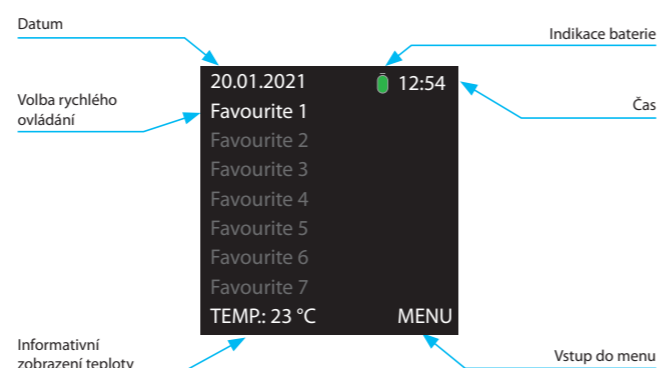 Datum
Indikace baterie
20.01.2021 12:54
Volba rychlého
ovládání
Čas
Favourite 1
Favourite 2
Favourite 3
Favourite 4
Favourite 5
Favourite 6
Favourite 7
TEMP.: 23 °C MENU
Informativní
zobrazení teploty
Vstup do menu